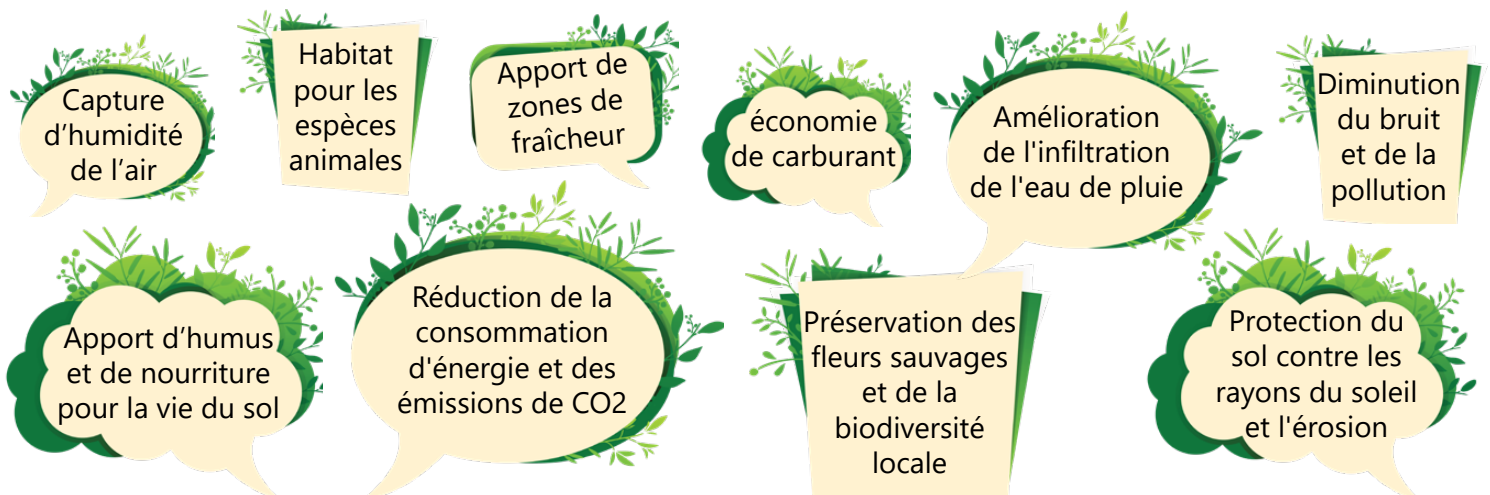 Capture
d’humidité
de l’air
Habitat
pour les
espèces
animales
Apport de
zones de
fraîcheur
économie
de carburant
Amélioration
de l'infiltration
de l'eau de pluie
Diminution
du bruit
et de la
pollution
Apport d’humus
et de nourriture
pour la vie du sol
Réduction de la
consommation
d'énergie et des
émissions de CO2
Préservation des
fleurs sauvages
et de la
biodiversité
locale
Protection du
sol contre les
rayons du soleil
et l'érosion